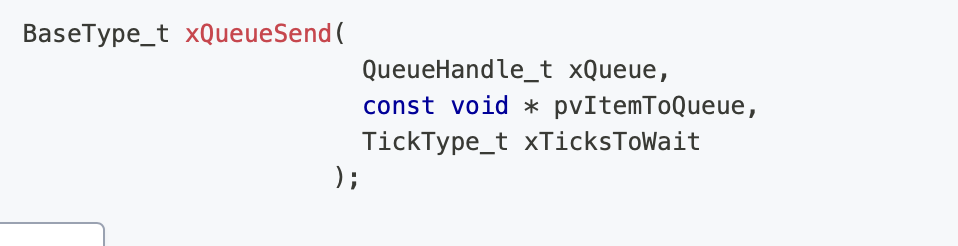 BaseType_t xQueueSend(
QueueHandle_t xQueue,
const void * pvItemToQueue,
TickType_t xTicksToWait
);